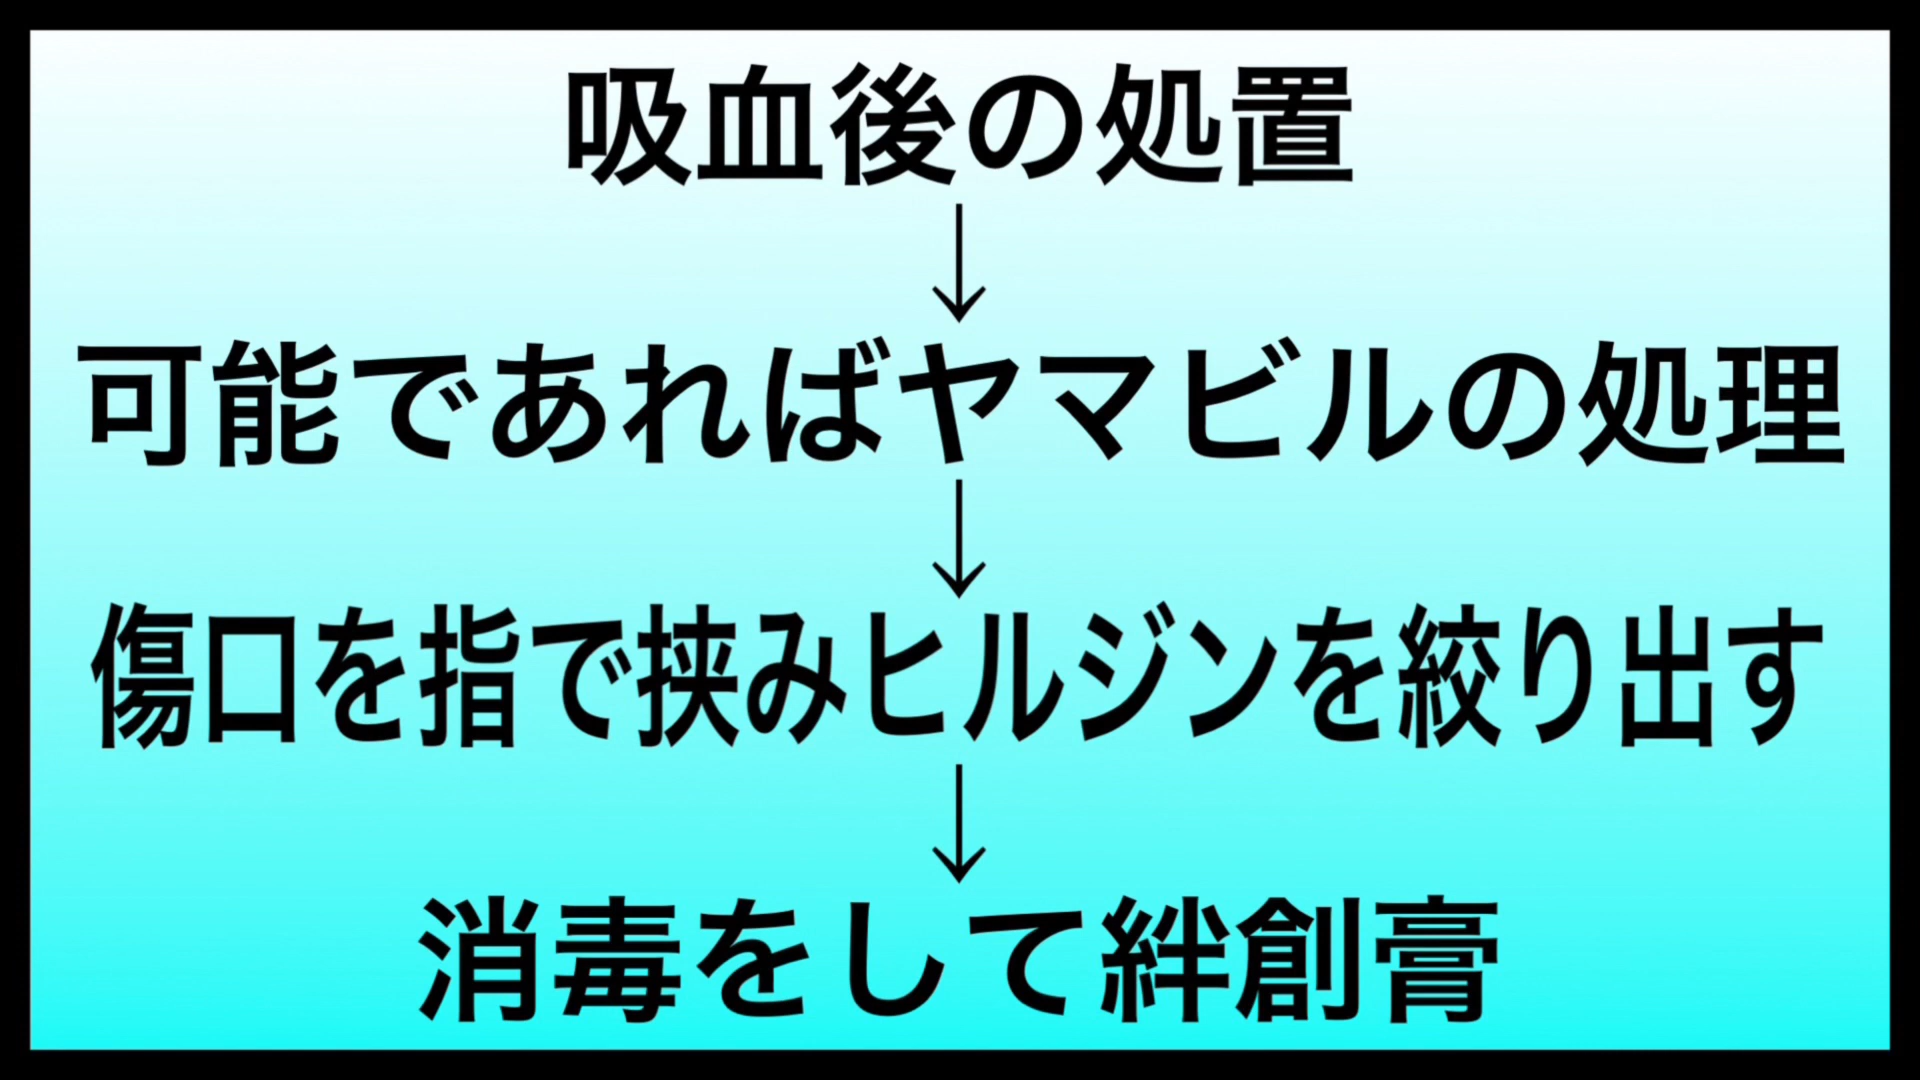 吸血後の処置
↓
可能であればヤマビルの処理
↓
傷口を指で挟みヒルジンを絞り出す
↓
消毒をして絆創膏